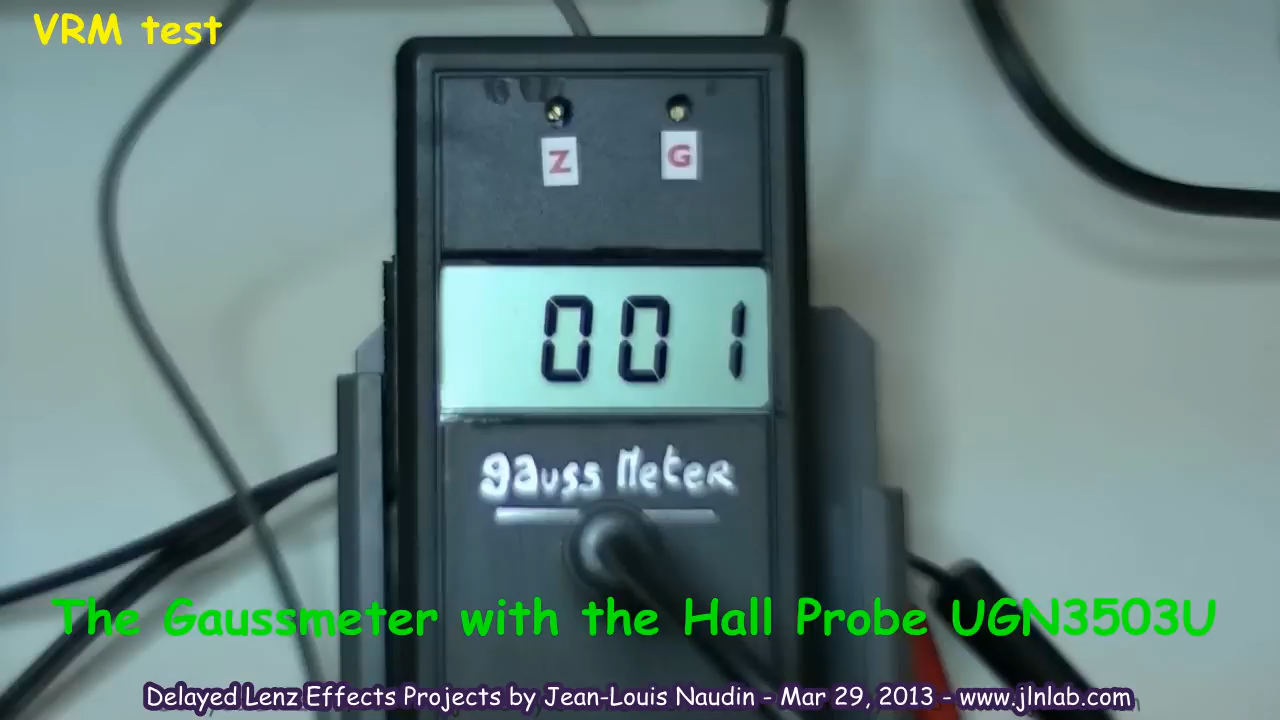 VRM test
Z G
001
gauss Meter
The Gaussmeter with the Hall Probe UGN3503U
Delayed Lenz Effects Projects by Jean-Louis Naudin - Mar 29, 2013 - www.jlnlab.com